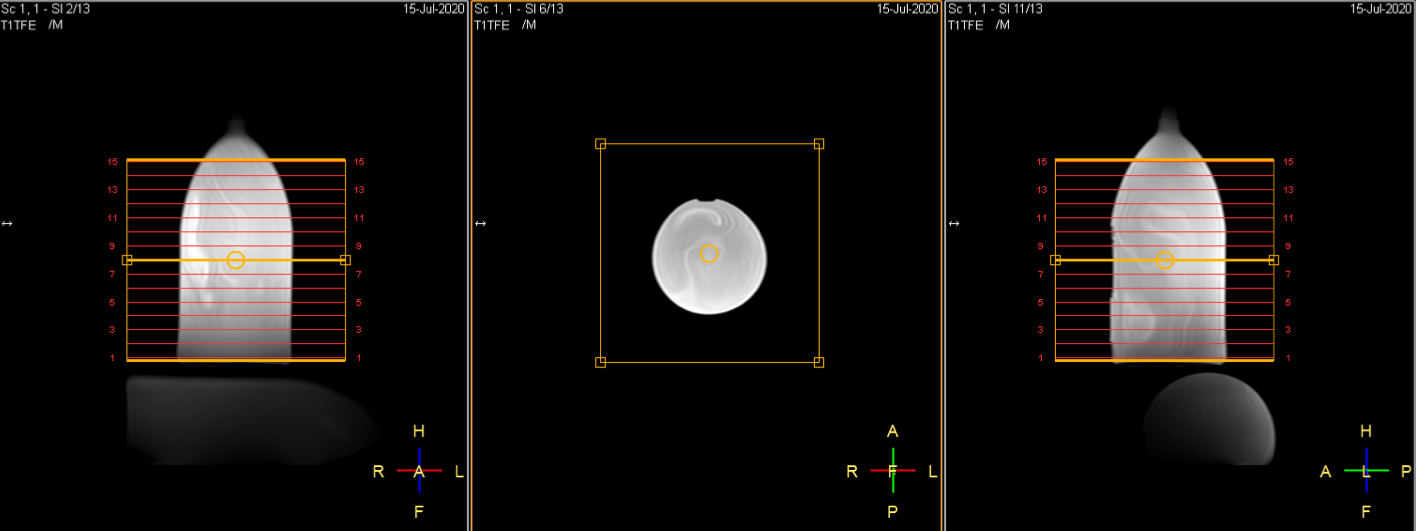 Sc 1, 1 - SI 2/13 15-Jul-2020
T1TFE /M
15 15
13 13
11 11
9 9
7 7
5 5
3 3
1 1
H
R A L
F
Sc 1, 1 - SI 6/13 15-Jul-2020
T1TFE /M
A
R F L
P
Sc 1, 1 - SI 11/13 15-Jul-2020
T1TFE /M
15 15
13 13
11 11
9 9
7 7
5 5
3 3
1 1
H
A L P
F